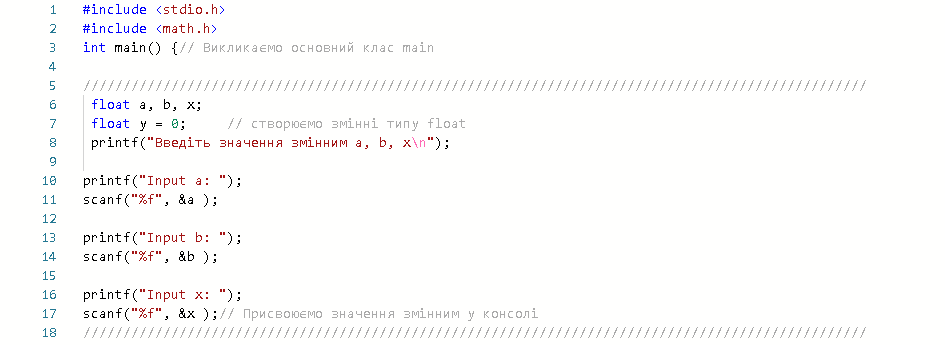 1 #include <stdio.h>
2 #include <math.h>
3 int main() {// Викликаємо основний клас main
4
5 //////////////////////////////////////////////////////////////////////////////////////////////////
6 float a, b, x;
7 float y = 0; // створюємо змінні типу float
8 printf("Введіть значення змінним a, b, x\n");
9
10 printf("Input a: ");
11 scanf("%f", &a );
12
13 printf("Input b: ");
14 scanf("%f", &b );
15
16 printf("Input x: ");
17 scanf("%f", &x );// Присвоюємо значення змінним у консолі
18 //////////////////////////////////////////////////////////////////////////////////////////////////